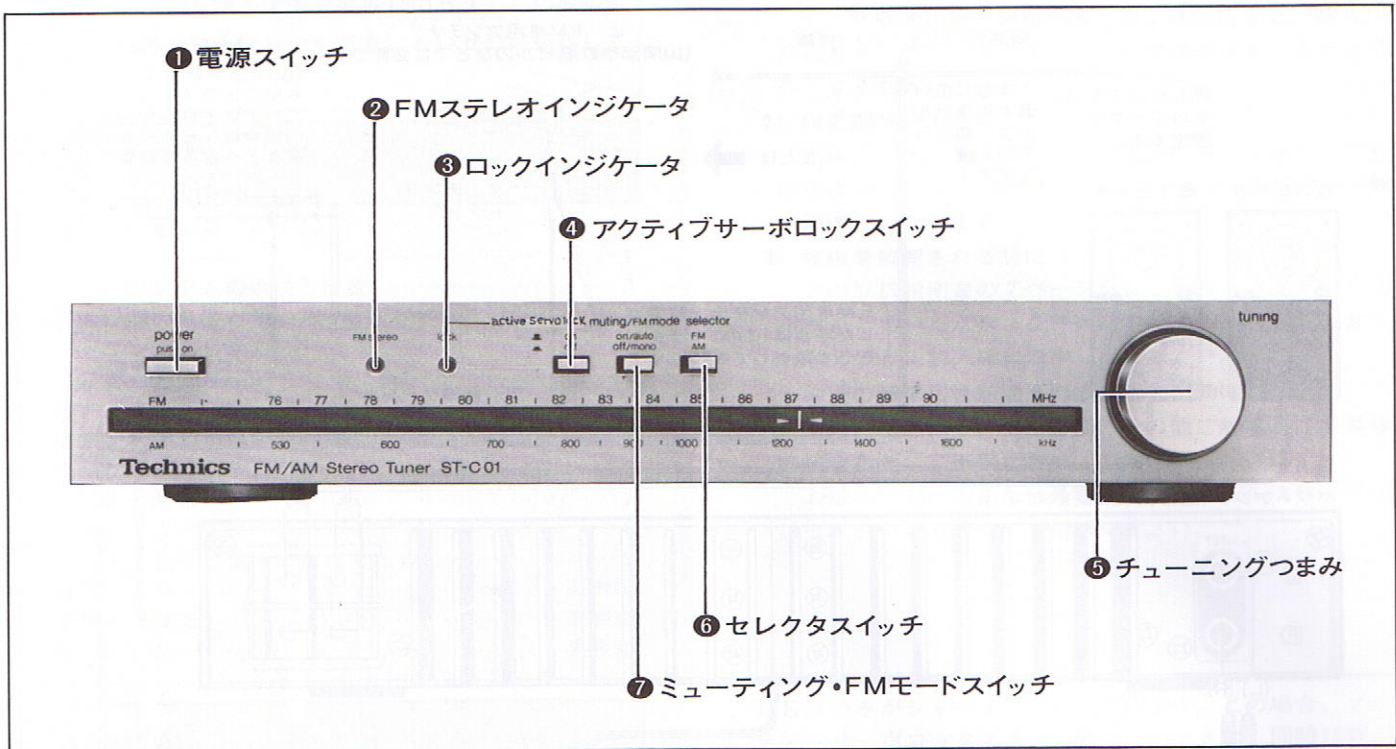 ❶電源スイッチ
❷FMステレオインジケータ
❸ロックインジケータ
❹アクティブサーボロックスイッチ
power
push on
FM stereo
lock
active servo lock
on
off
muting/FM mode
on/auto
off/mono
selector
FM
AM
tuning
FM 76 77 78 79 80 81 82 83 84 85 86 87 88 89 90 MHz
AM 530 600 700 800 900 1000 1200 1400 1600 kHz
Technics FM/AM Stereo Tuner ST-C01
❺チューニングつまみ
❻セレクタスイッチ
❼ミューティング•FMモードスイッチ